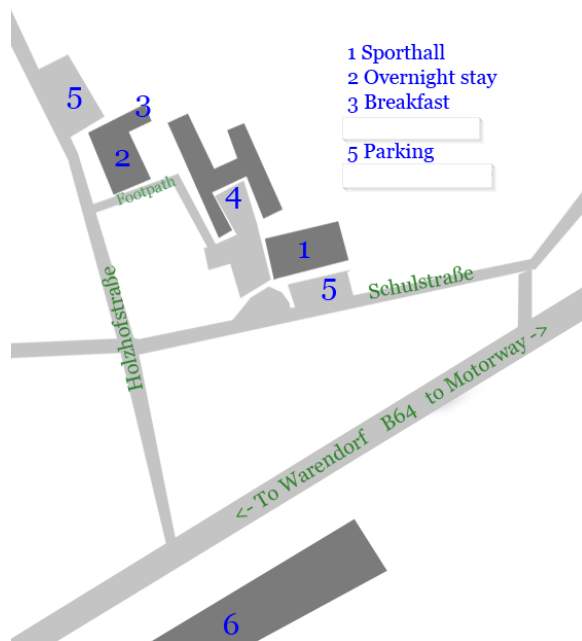 1 Sporthall
2 Overnight stay
3 Breakfast
5 Parking
5
3
2
Footpath
4
1
5
Schulstraße
Holzhofstraße
<- To Warendorf B64 to Motorway ->
6